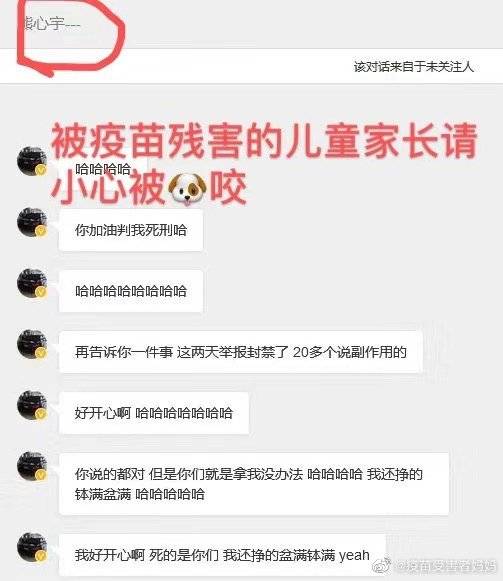 熊心宇---
该对话来自于未关注人
被疫苗残害的儿童家长请
小心被🐶咬
哈哈哈哈
你加油判我死刑哈
哈哈哈哈哈哈哈哈
再告诉你一件事 这两天举报封禁了 20多个说副作用的
好开心啊 哈哈哈哈哈哈哈
你说的都对 但是你们就是拿我没办法 哈哈哈哈 我还挣的
钵满盆满 哈哈哈哈哈
我好开心啊 死的是你们 我还挣的盆满钵满 yeah
@疫苗受害者妈妈